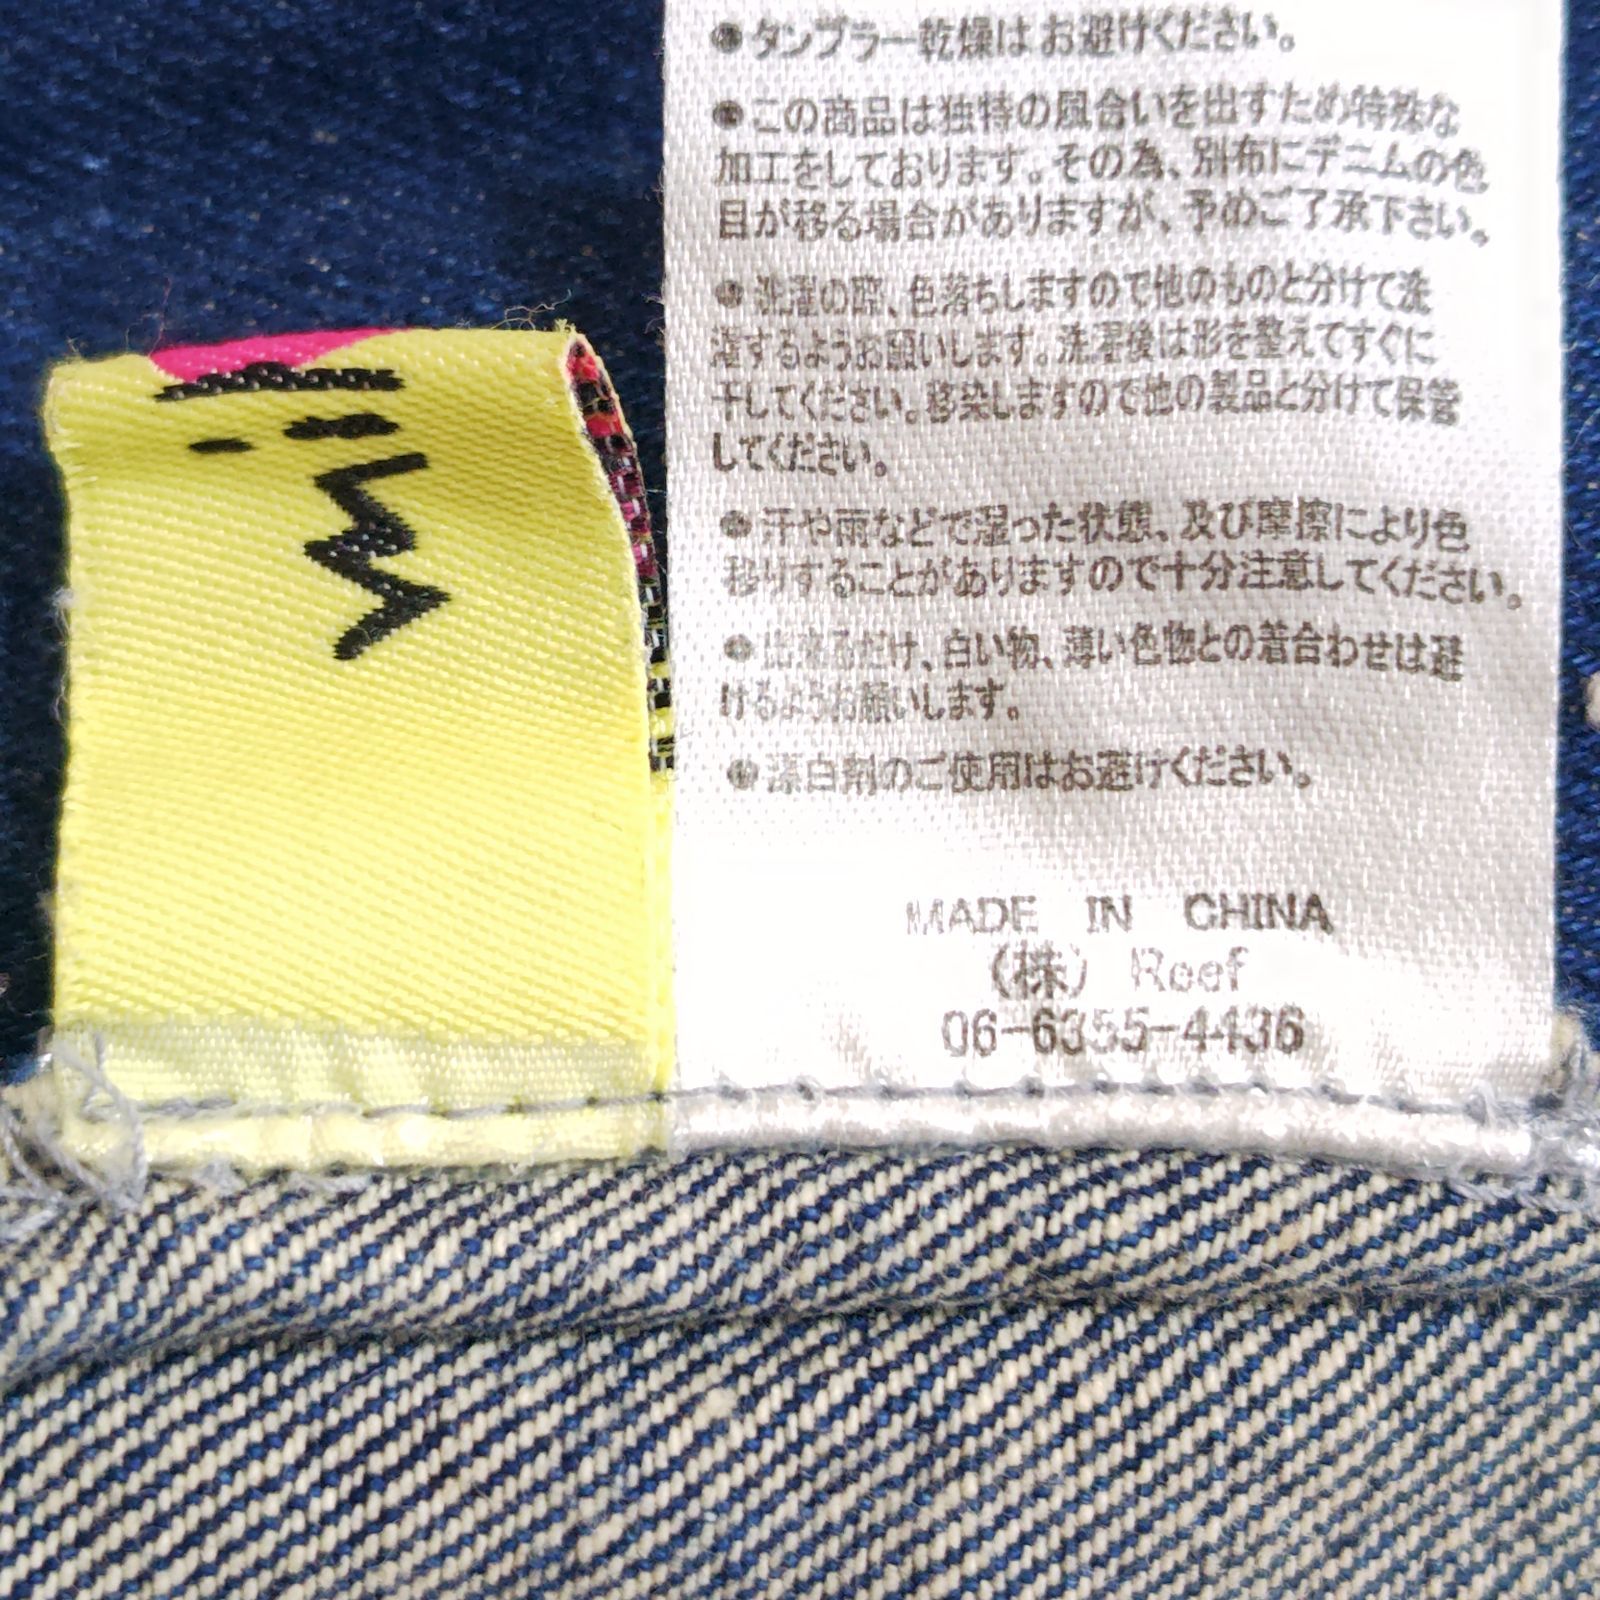 ●タンブラー乾燥はお避けください。
●この商品は独特の風合いを出すため特殊な
加工をしております。その為、別布にデニムの色
目が移る場合がありますが、予めご了承下さい。
●洗濯の際、色落ちしますので他のものと分けて洗
濯するようお願いします。洗濯後は形を整えてすぐに
干してください。移染しますので他の製品と分けて保管
してください。
●汗や雨などで湿った状態、及び摩擦により色
移りすることがありますので十分注意してください。
●出来るだけ、白い物、薄い色物との着合わせは避
けるようお願いします。
●漂白剤のご使用はお避けください。
MADE IN CHINA
(株) Reef
06-6355-4436